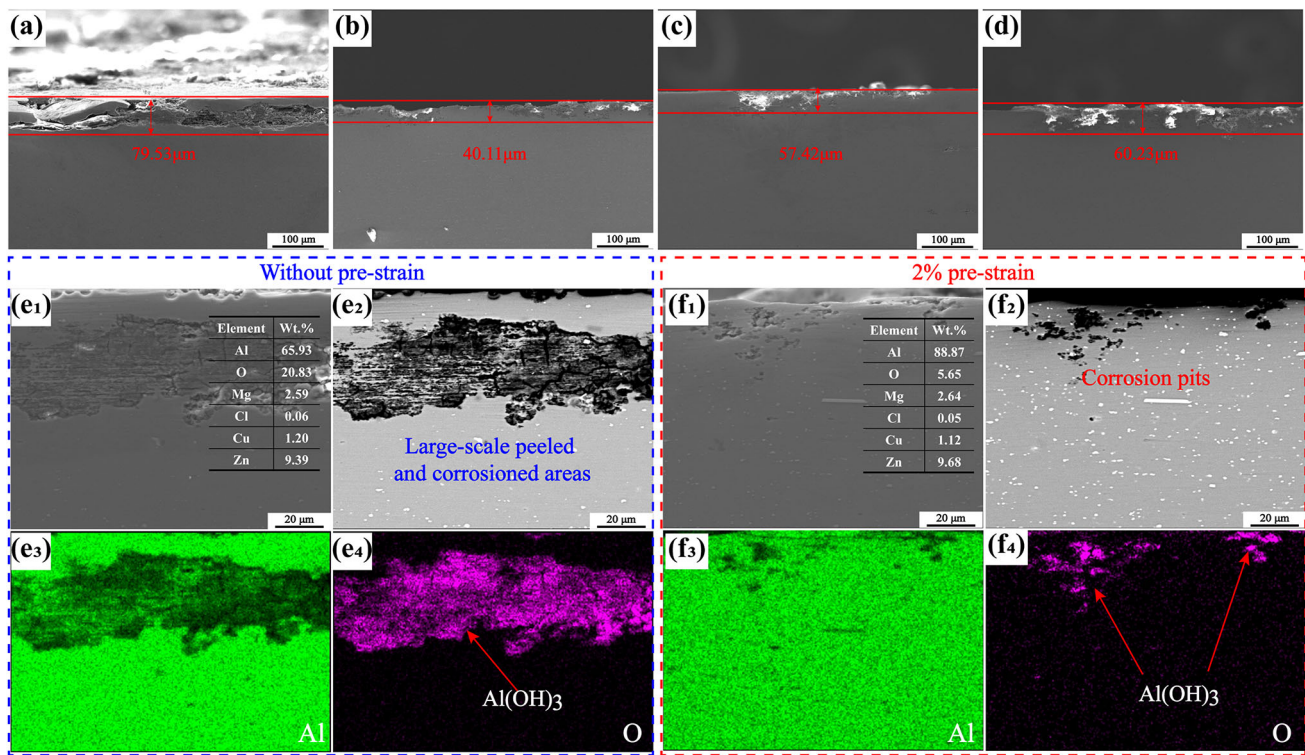 (a)
(b)
(c)
(d)
79.53μm
40.11μm
57.42μm
60.23μm
100 μm
100 μm
100 μm
100 μm
Without pre-strain
2% pre-strain
(e₁)
Element Wt.%
Al 65.93
O 20.83
Mg 2.59
Cl 0.06
Cu 1.20
Zn 9.39
20 μm
(e₂)
Large-scale peeled
and corrosioned areas
20 μm
(f₁)
Element Wt.%
Al 88.87
O 5.65
Mg 2.64
Cl 0.05
Cu 1.12
Zn 9.68
20 μm
(f₂)
Corrosion pits
20 μm
(e₃)
Al
(e₄)
Al(OH)₃
O
(f₃)
Al
(f₄)
Al(OH)₃
O